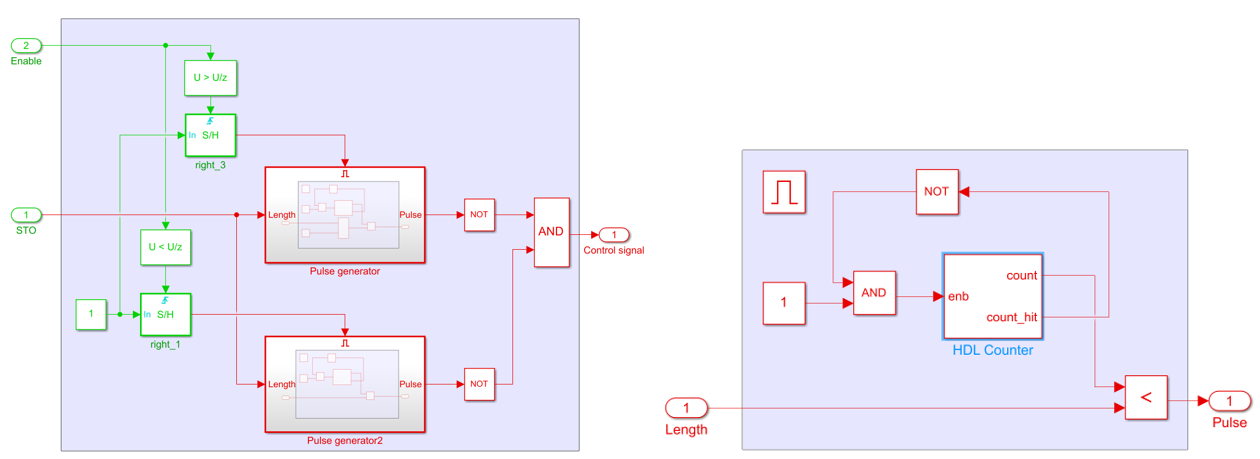 2
Enable
U > U/z
In S/H
right_3
1
STO
Length
Pulse
Pulse generator
NOT
AND
1
Control signal
U < U/z
1
In S/H
right_1
Length
Pulse
Pulse generator2
NOT
NOT
1
AND
enb
count
count_hit
HDL Counter
1
Length
<
1
Pulse